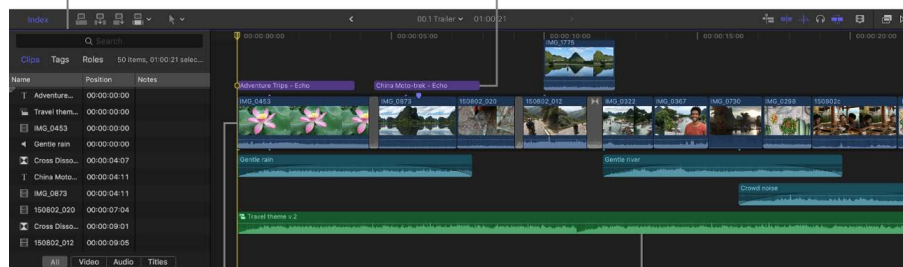 Index
00.1 Trailer
01:00:21
Search
Clips Tags Roles 50 items, 01:00:21 selec...
Name Position Notes
T Adventure... 00:00:00:00
Travel them... 00:00:00:00
IMG_0453 00:00:00:00
Gentle rain 00:00:00:00
Cross Disso... 00:00:04:07
T China Moto... 00:00:04:11
IMG_0873 00:00:04:11
150802_020 00:00:07:04
Cross Disso... 00:00:09:01
150802_012 00:00:09:05
All Video Audio Titles
00:00:00:00 00:00:05:00 00:00:10:00 00:00:15:00 00:00:20:00
IMG_1775
Adventure Trips - Echo China Moto-trek - Echo
IMG_0453 IMG_0873 150802_020 150802_012 IMG_0322 IMG_0367 IMG_0730 IMG_0298 150802c
Gentle rain Gentle river
Crowd noise
Travel theme v.2